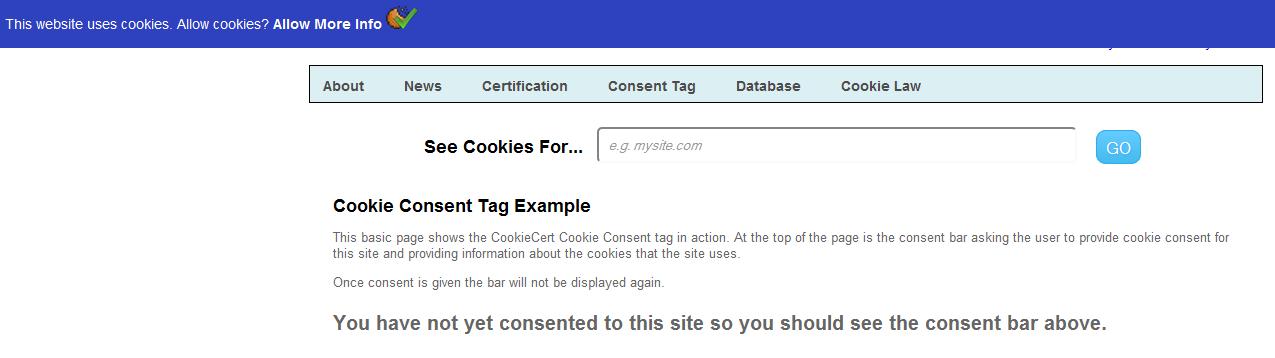 This website uses cookies. Allow cookies? Allow More Info
About News Certification Consent Tag Database Cookie Law
See Cookies For... e.g. mysite.com GO
Cookie Consent Tag Example
This basic page shows the CookieCert Cookie Consent tag in action. At the top of the page is the consent bar asking the user to provide cookie consent for
this site and providing information about the cookies that the site uses.
Once consent is given the bar will not be displayed again.
You have not yet consented to this site so you should see the consent bar above.